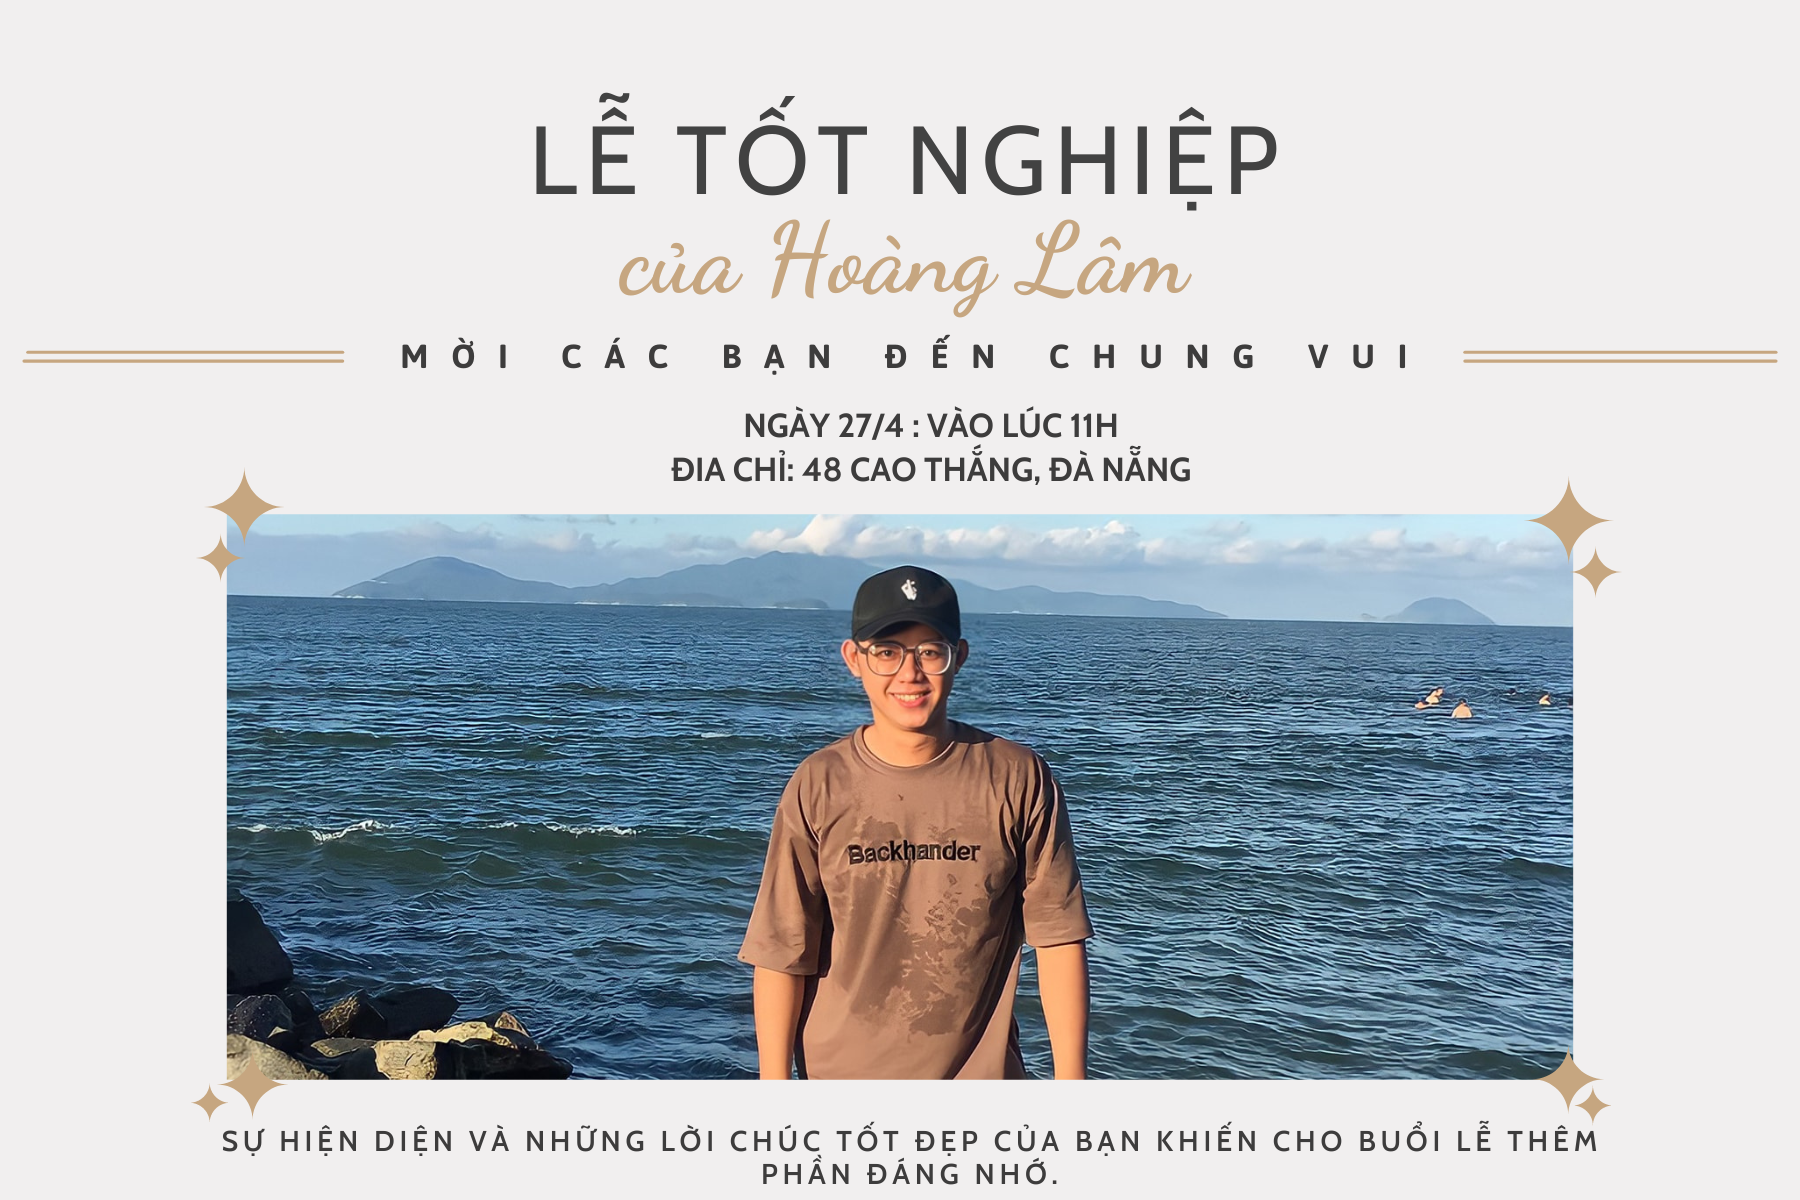 LỄ TỐT NGHIỆP
của Hoàng Lâm
MỜI CÁC BẠN ĐẾN CHUNG VUI
NGÀY 27/4 : VÀO LÚC 11H
ĐIA CHỈ: 48 CAO THẮNG, ĐÀ NẴNG
Backhander
SỰ HIỆN DIỆN VÀ NHỮNG LỜI CHÚC TỐT ĐẸP CỦA BẠN KHIẾN CHO BUỔI LỄ THÊM
PHẦN ĐÁNG NHỚ.